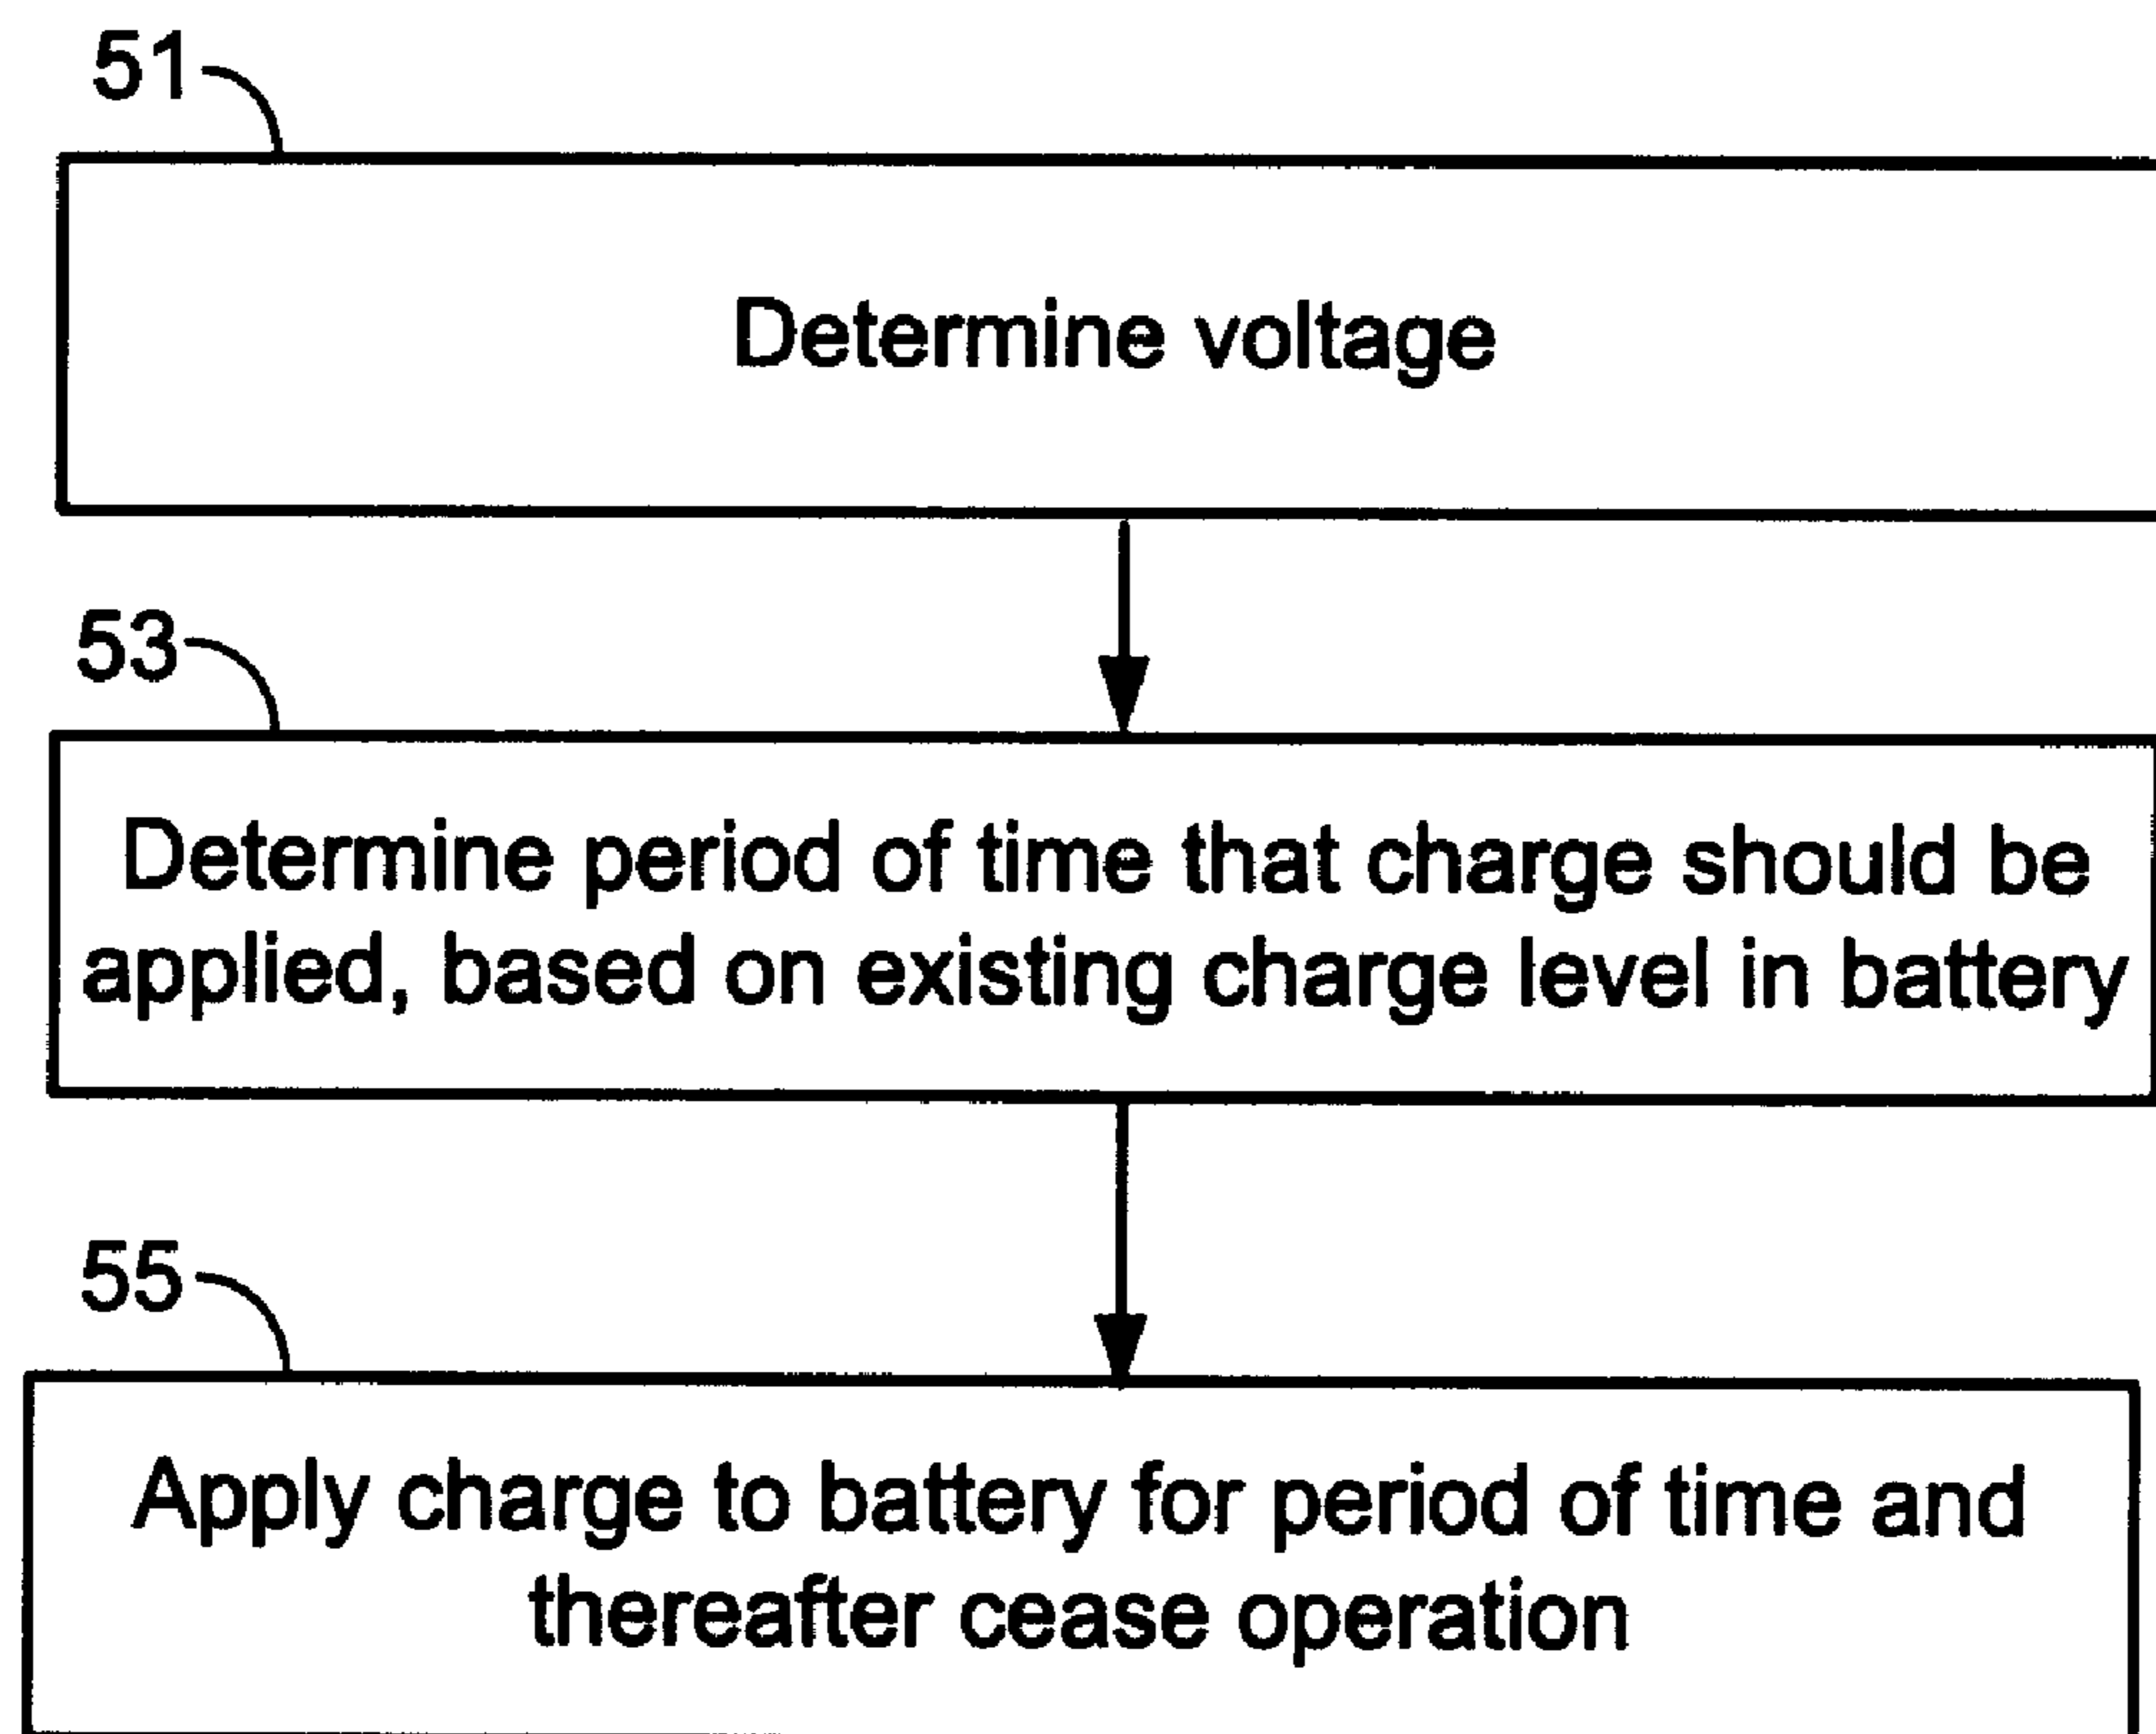 51
Determine voltage
53
Determine period of time that charge should be
applied, based on existing charge level in battery
55
Apply charge to battery for period of time and
thereafter cease operation